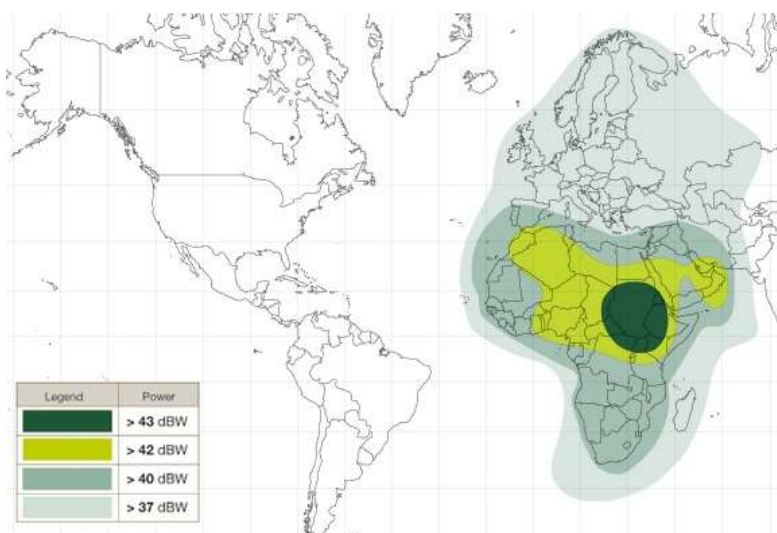 Legend Power
> 43 dBW
> 42 dBW
> 40 dBW
> 37 dBW